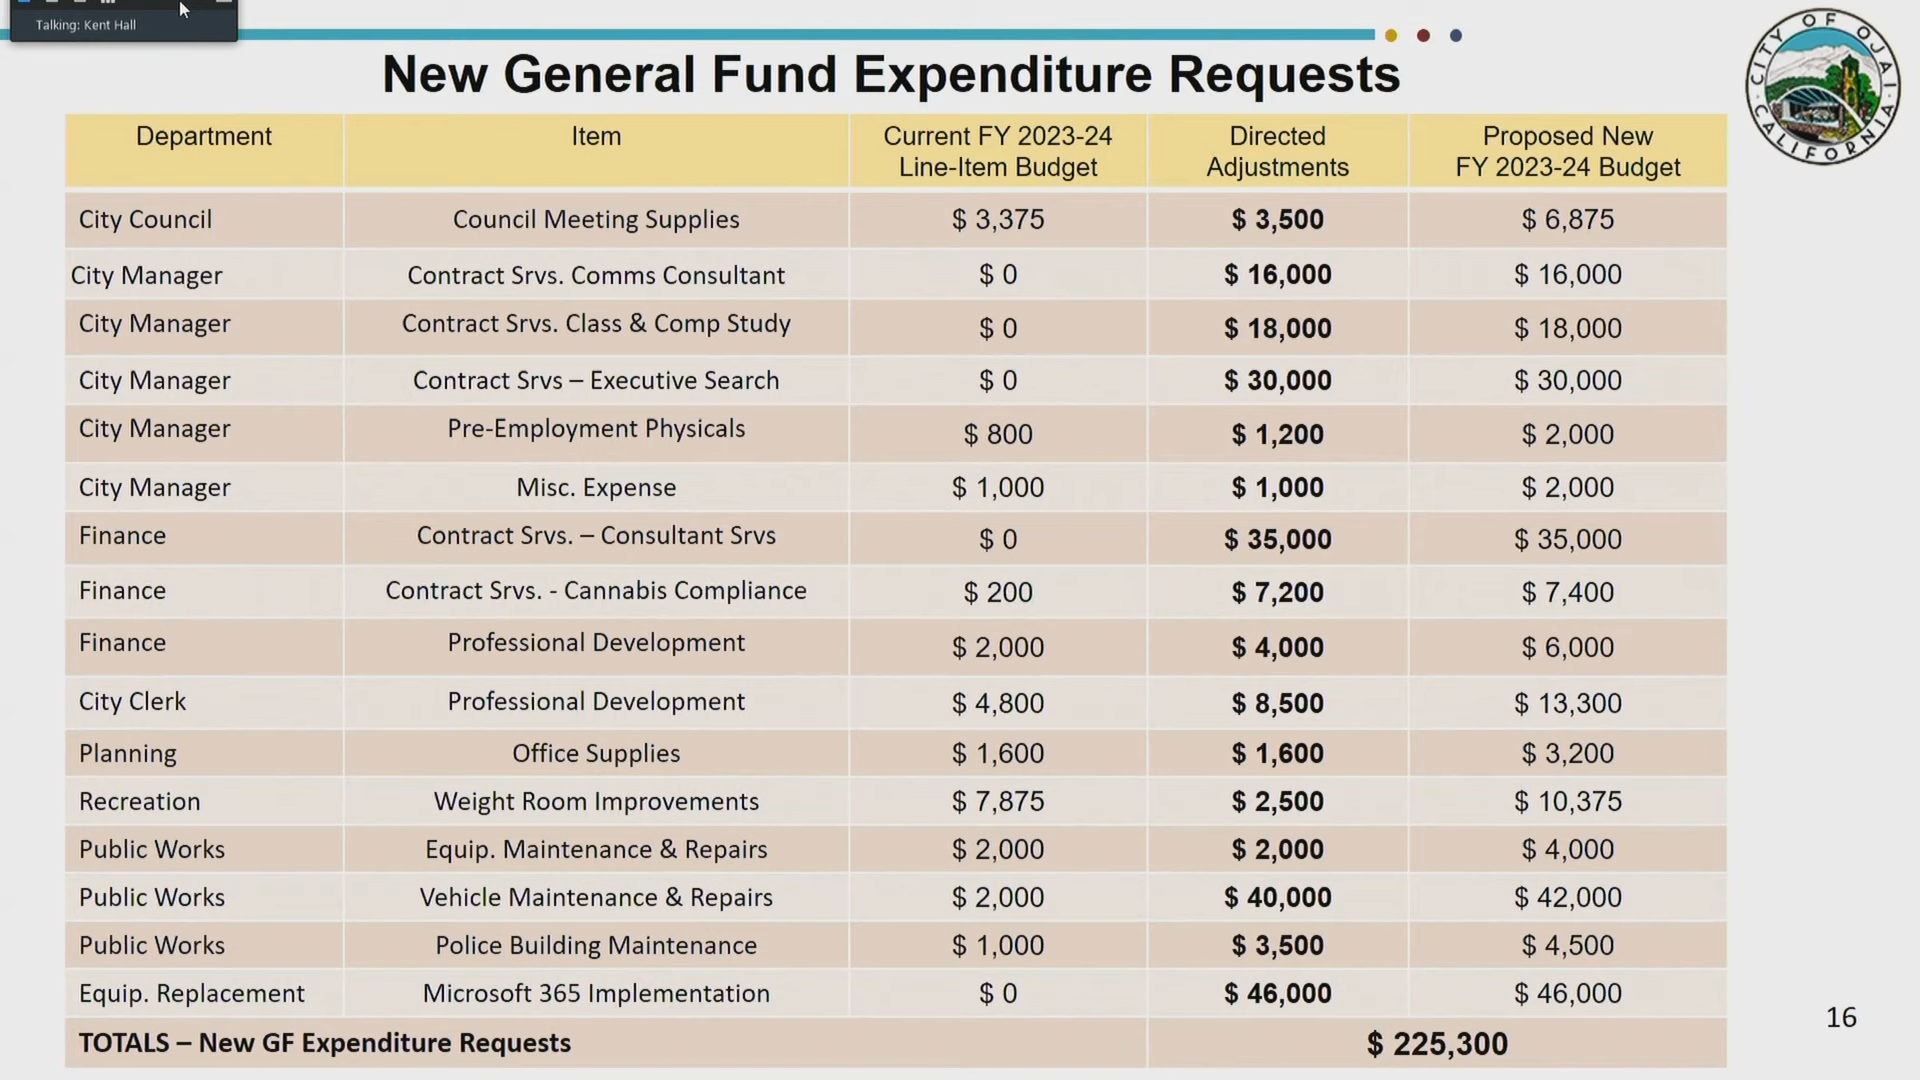 Talking: Kent Hall
New General Fund Expenditure Requests
CITY OF OJAI
CALIFORNIA
Department Item Current FY 2023-24 Line-Item Budget Directed Adjustments Proposed New FY 2023-24 Budget
City Council Council Meeting Supplies $ 3,375 $ 3,500 $ 6,875
City Manager Contract Srvs. Comms Consultant $ 0 $ 16,000 $ 16,000
City Manager Contract Srvs. Class & Comp Study $ 0 $ 18,000 $ 18,000
City Manager Contract Srvs – Executive Search $ 0 $ 30,000 $ 30,000
City Manager Pre-Employment Physicals $ 800 $ 1,200 $ 2,000
City Manager Misc. Expense $ 1,000 $ 1,000 $ 2,000
Finance Contract Srvs. – Consultant Srvs $ 0 $ 35,000 $ 35,000
Finance Contract Srvs. - Cannabis Compliance $ 200 $ 7,200 $ 7,400
Finance Professional Development $ 2,000 $ 4,000 $ 6,000
City Clerk Professional Development $ 4,800 $ 8,500 $ 13,300
Planning Office Supplies $ 1,600 $ 1,600 $ 3,200
Recreation Weight Room Improvements $ 7,875 $ 2,500 $ 10,375
Public Works Equip. Maintenance & Repairs $ 2,000 $ 2,000 $ 4,000
Public Works Vehicle Maintenance & Repairs $ 2,000 $ 40,000 $ 42,000
Public Works Police Building Maintenance $ 1,000 $ 3,500 $ 4,500
Equip. Replacement Microsoft 365 Implementation $ 0 $ 46,000 $ 46,000
TOTALS – New GF Expenditure Requests $ 225,300
16